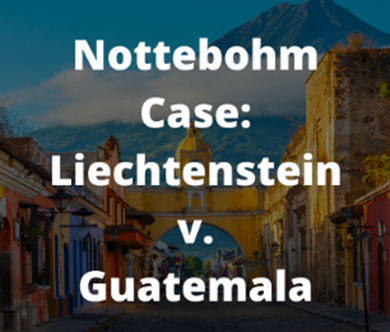 Nottebohm
Case:
Liechtenstein
v.
Guatemala